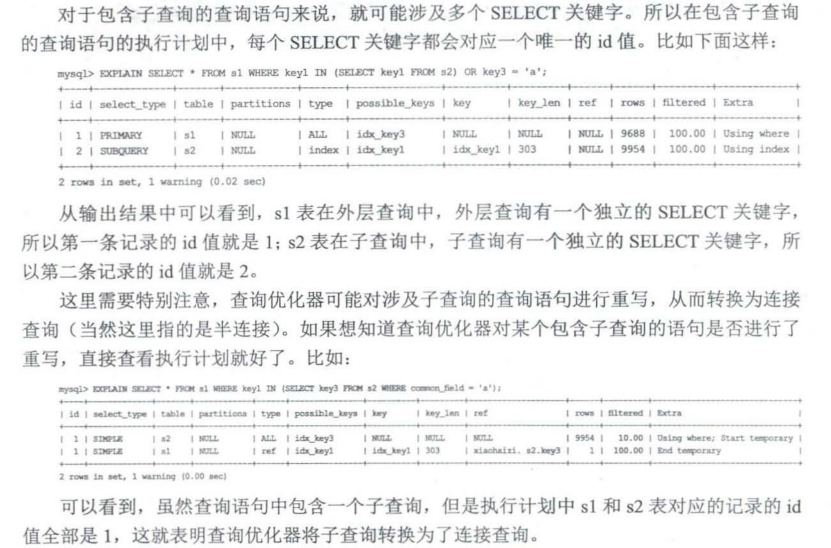 对于包含子查询的查询语句来说，就可能涉及多个 SELECT 关键字。所以在包含子查询
的查询语句的执行计划中，每个 SELECT 关键字都会对应一个唯一的 id 值。比如下面这样：
mysql> EXPLAIN SELECT * FROM s1 WHERE key1 IN (SELECT key1 FROM s2) OR key3 = 'a';
| id | select_type | table | partitions | type | possible_keys | key | key_len | ref | rows | filtered | Extra |
| 1 | PRIMARY | s1 | NULL | ALL | idx_key3 | NULL | NULL | NULL | 9688 | 100.00 | Using where |
| 2 | SUBQUERY | s2 | NULL | index | idx_key1 | idx_key1 | 303 | NULL | 9954 | 100.00 | Using index |
2 rows in set, 1 warning (0.02 sec)
从输出结果中可以看到，s1 表在外层查询中，外层查询有一个独立的 SELECT 关键字，
所以第一条记录的 id 值就是 1；s2 表在子查询中，子查询有一个独立的 SELECT 关键字，所
以第二条记录的 id 值就是 2。
这里需要特别注意，查询优化器可能对涉及子查询的查询语句进行重写，从而转换为连接
查询（当然这里指的是半连接）。如果想知道查询优化器对某个包含子查询的语句是否进行了
重写，直接查看执行计划就好了。比如：
mysql> EXPLAIN SELECT * FROM s1 WHERE key1 IN (SELECT key3 FROM s2 WHERE common_field = 'a');
| id | select_type | table | partitions | type | possible_keys | key | key_len | ref | rows | filtered | Extra |
| 1 | SIMPLE | s2 | NULL | ALL | idx_key3 | NULL | NULL | NULL | 9954 | 10.00 | Using where; Start temporary |
| 1 | SIMPLE | s1 | NULL | ref | idx_key1 | idx_key1 | 303 | xiaohaizi. s2.key3 | 1 | 100.00 | End temporary |
2 rows in set, 1 warning (0.00 sec)
可以看到，虽然查询语句中包含一个子查询，但是执行计划中 s1 和 s2 表对应的记录的 id
值全部是 1，这就表明查询优化器将子查询转换为了连接查询。